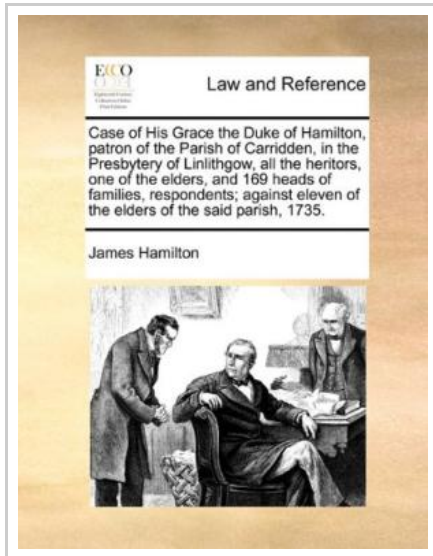 ECCO
Law and Reference
Case of His Grace the Duke of Hamilton,
patron of the Parish of Carridden, in the
Presbytery of Linlithgow, all the heritors,
one of the elders, and 169 heads of
families, respondents; against eleven of
the elders of the said parish, 1735.
James Hamilton